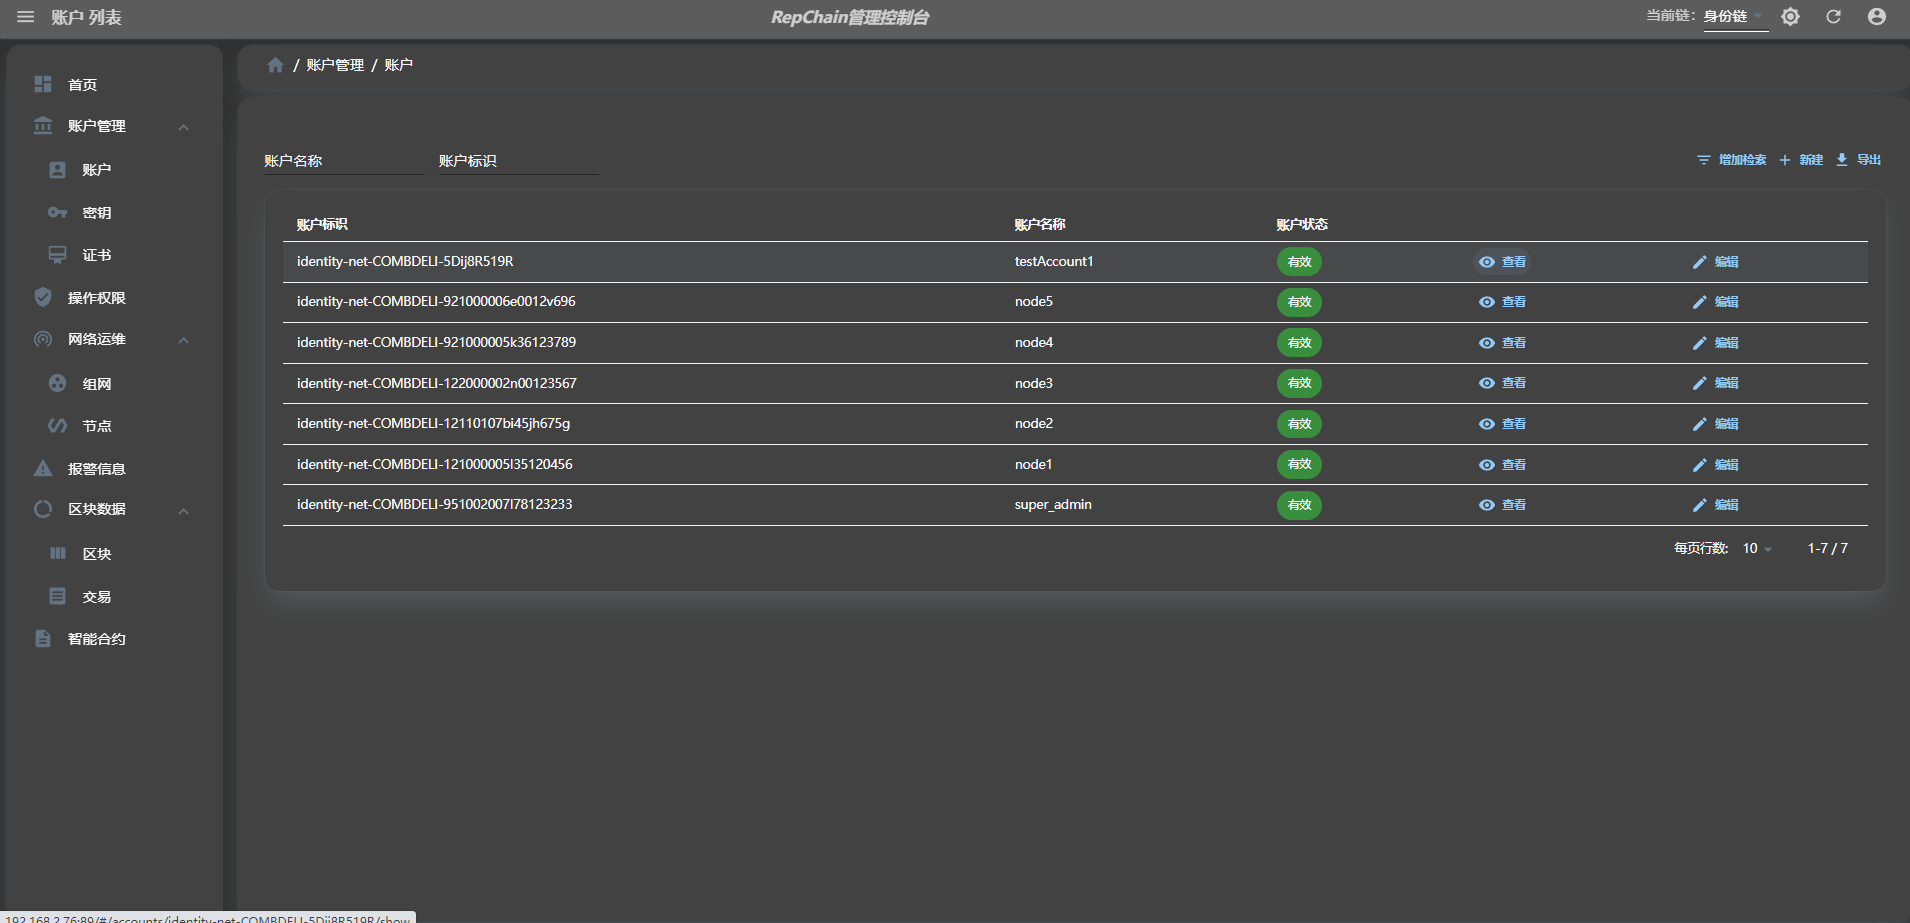 账户 列表
RepChain管理控制台
当前链: 身份链
首页
账户管理
账户
密钥
证书
操作权限
网络运维
组网
节点
报警信息
区块数据
区块
交易
智能合约
/ 账户管理 / 账户
账户名称 账户标识 增加检索 新建 导出
账户标识 账户名称 账户状态
identity-net-COMBDELI-5Dij8R519R testAccount1 有效 查看 编辑
identity-net-COMBDELI-921000006e0012v696 node5 有效 查看 编辑
identity-net-COMBDELI-921000005k36123789 node4 有效 查看 编辑
identity-net-COMBDELI-122000002n00123567 node3 有效 查看 编辑
identity-net-COMBDELI-12110107bi45jh675g node2 有效 查看 编辑
identity-net-COMBDELI-121000005l35120456 node1 有效 查看 编辑
identity-net-COMBDELI-951002007l78123233 super_admin 有效 查看 编辑
每页行数: 10 1-7 / 7
192.168.2.76:89/#/accounts/identity-net-COMBDELI-5Dij8R519R/show